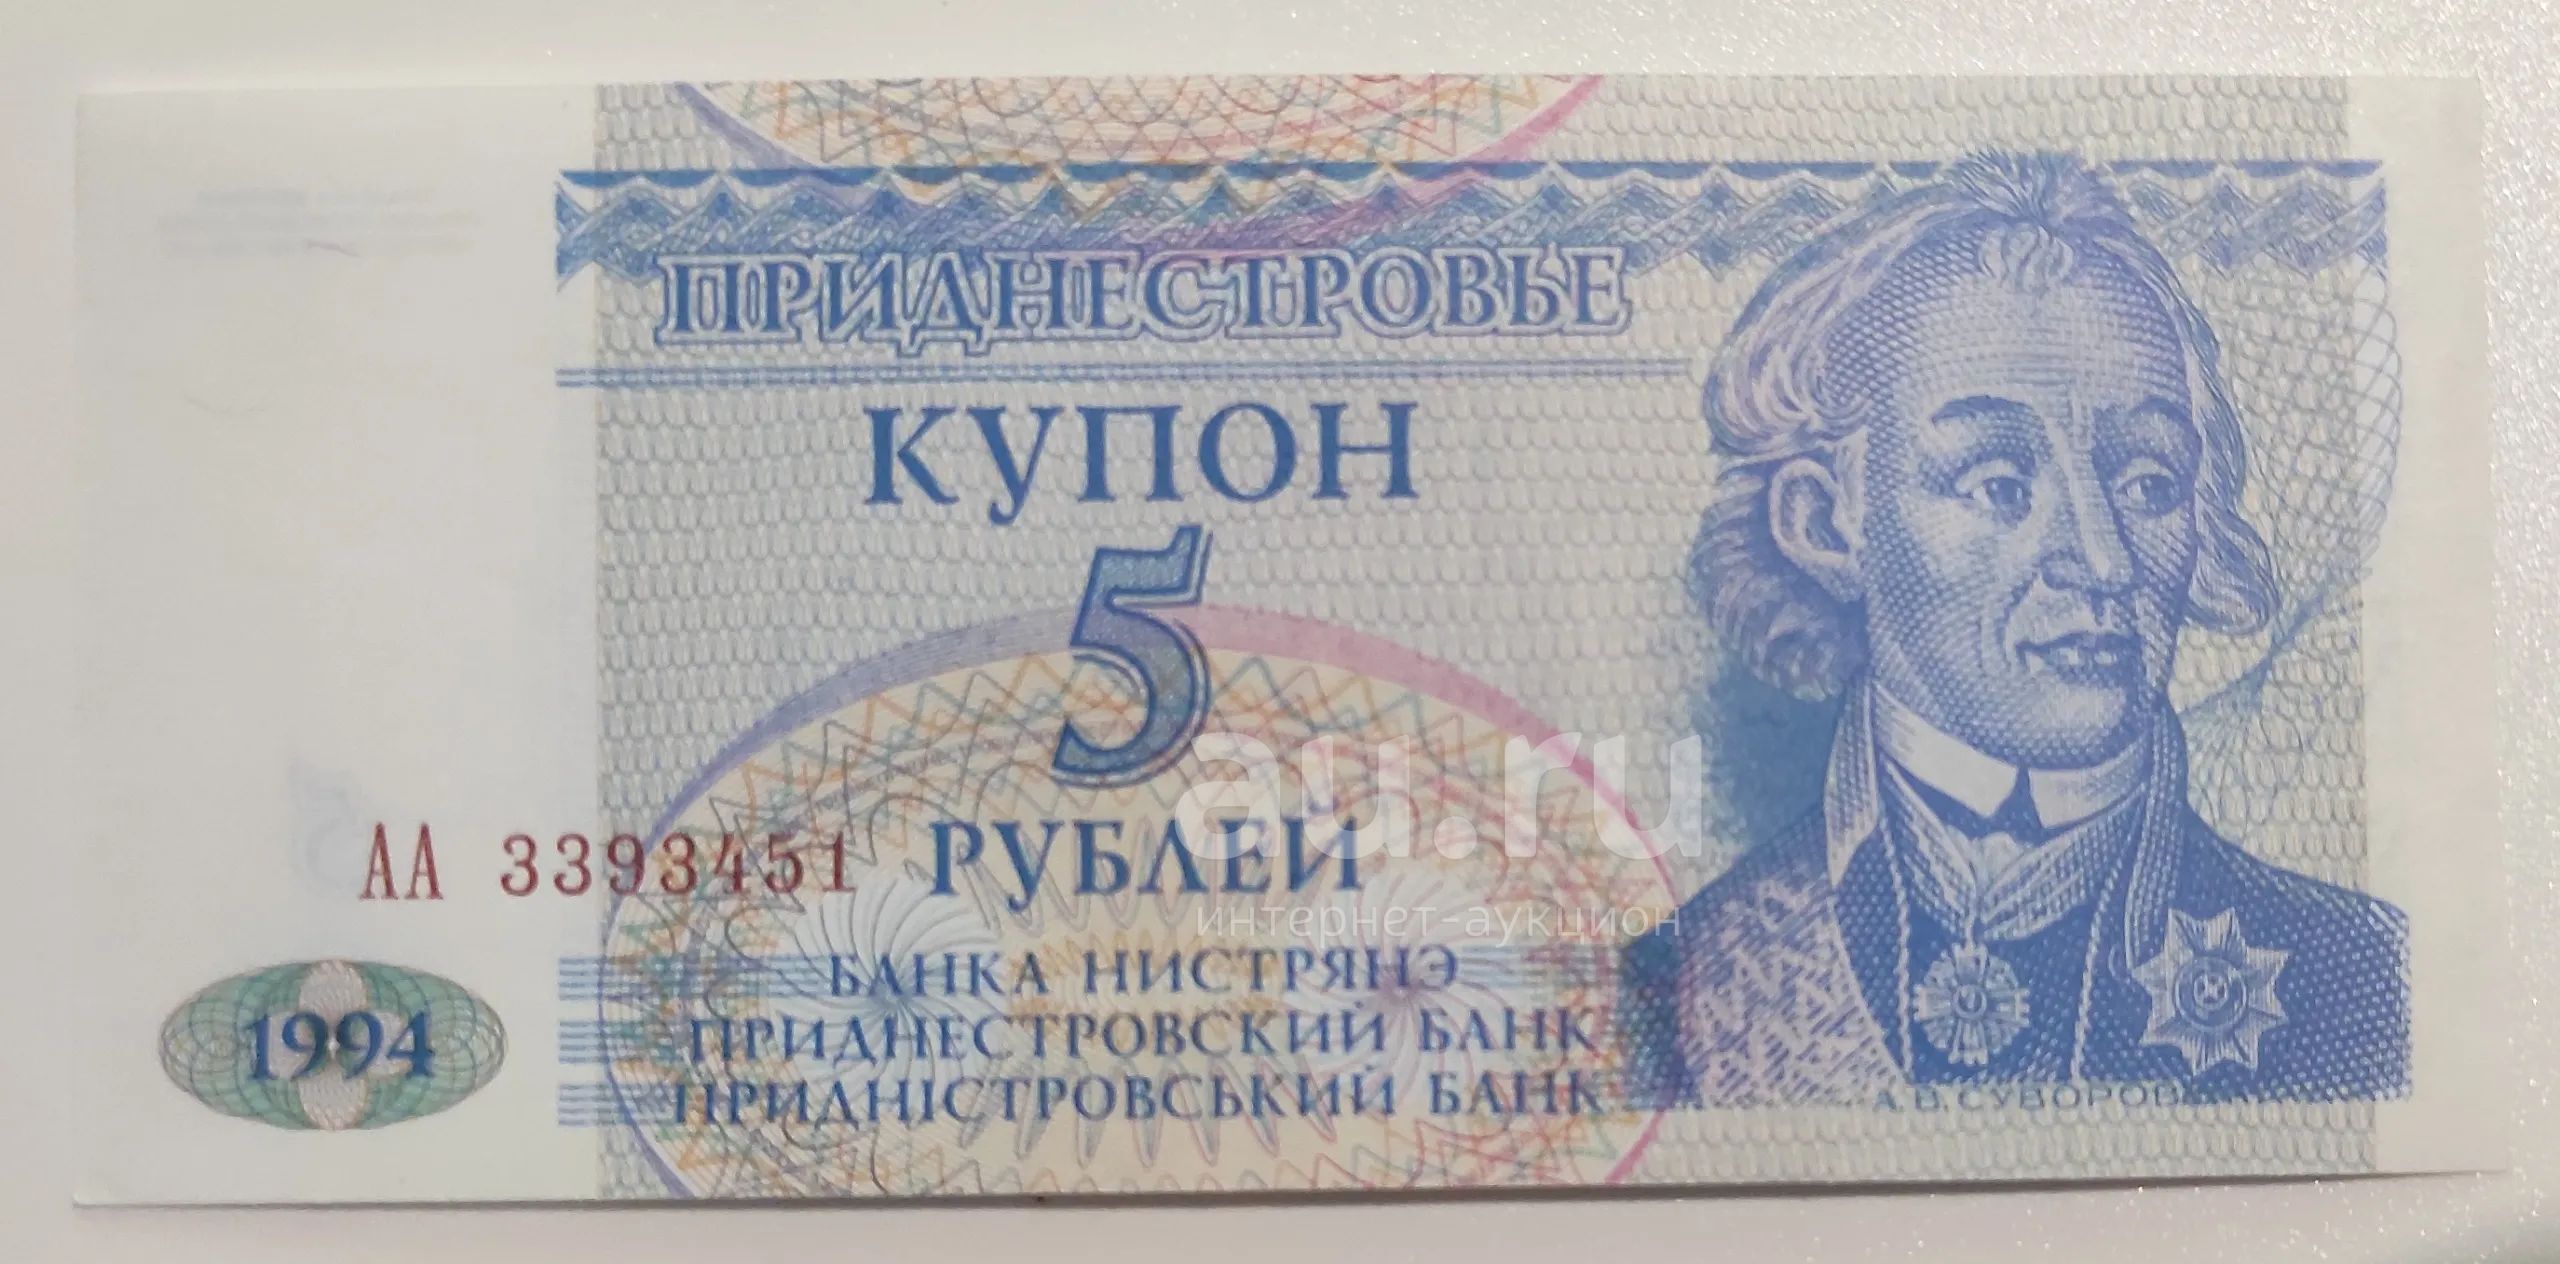 ПРИДНЕСТРОВЬЕ
КУПОН
5
РУБЛЕЙ
au.ru
интернет-аукцион
АА 3393451
БАНКА НИСТРЯНЭ
ПРИДНЕСТРОВСКИЙ БАНК
ПРИДНІСТРОВСЬКИЙ БАНК
1994
А.В.СУВОРОВ